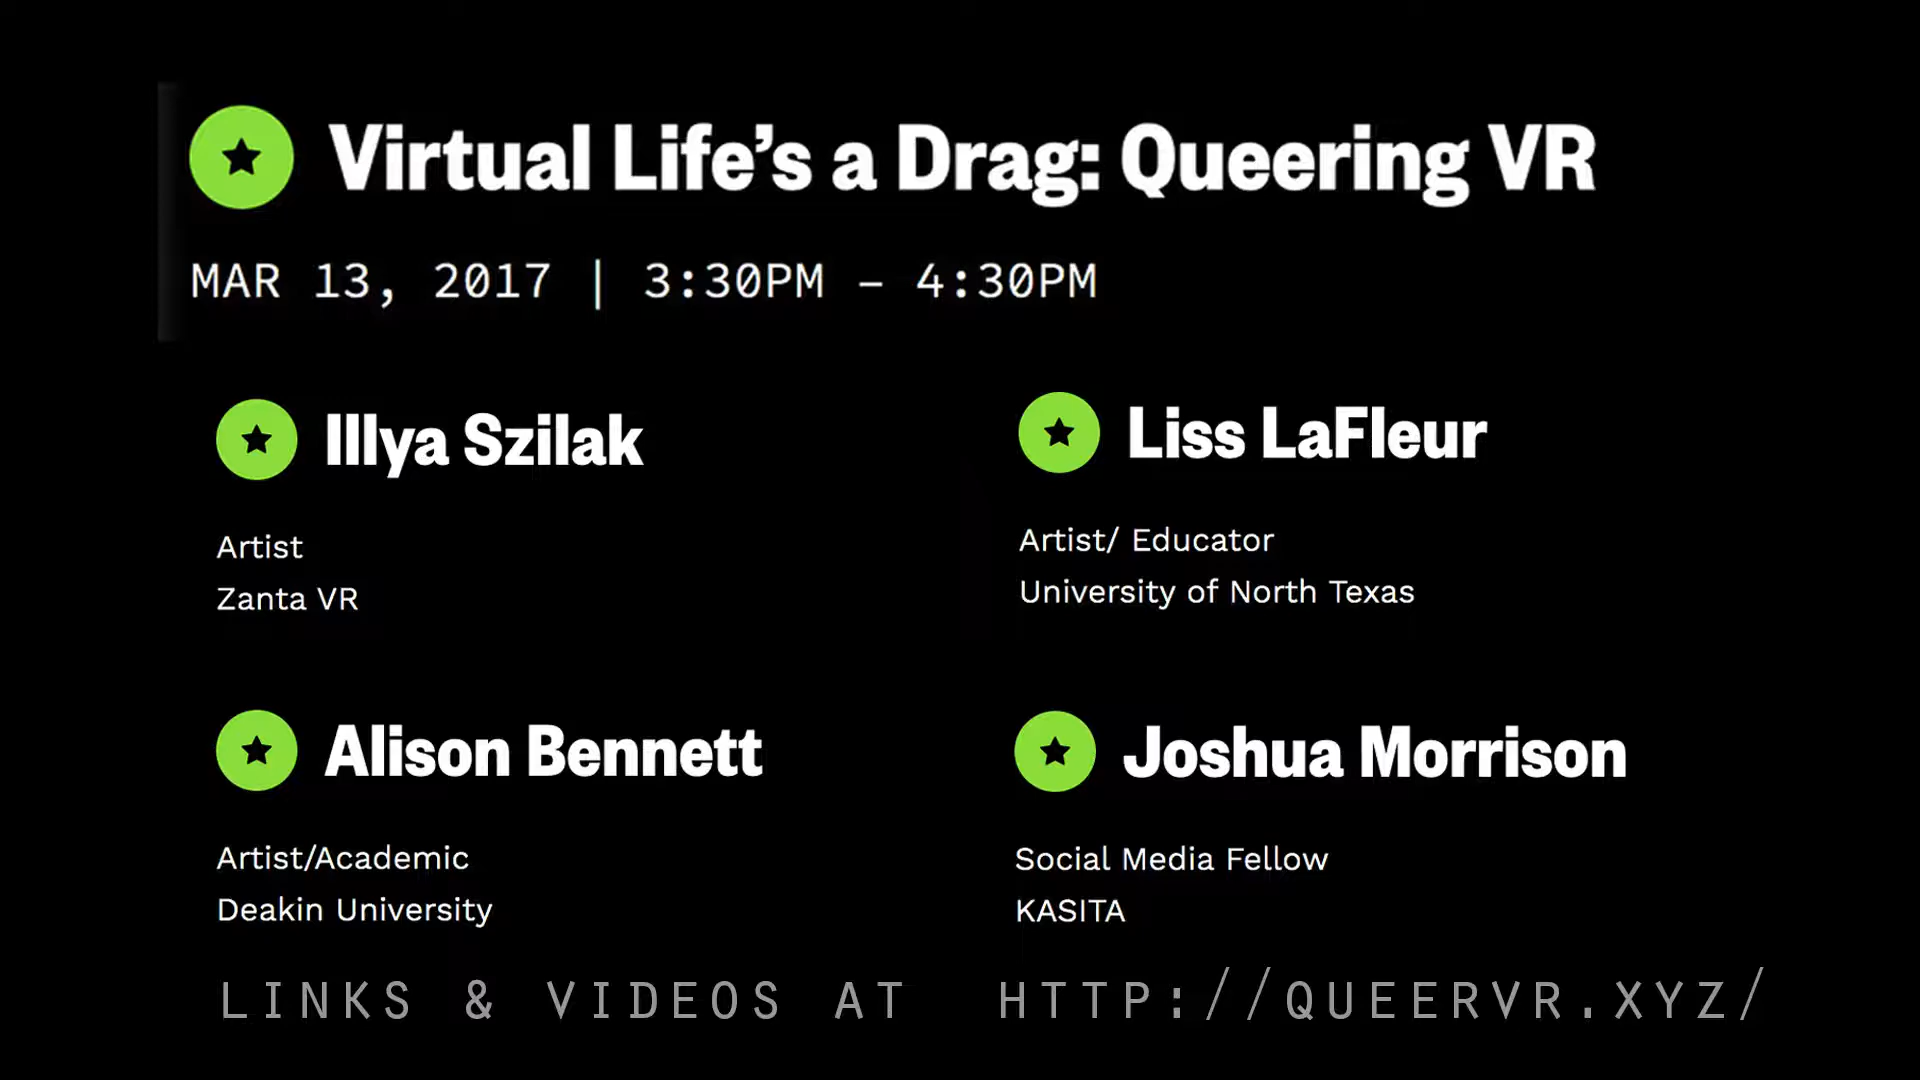 Virtual Life’s a Drag: Queering VR
MAR 13, 2017 | 3:30PM – 4:30PM
Illya Szilak
Artist
Zanta VR
Liss LaFleur
Artist/ Educator
University of North Texas
Alison Bennett
Artist/Academic
Deakin University
Joshua Morrison
Social Media Fellow
KASITA
LINKS & VIDEOS AT HTTP://QUEERVR.XYZ/